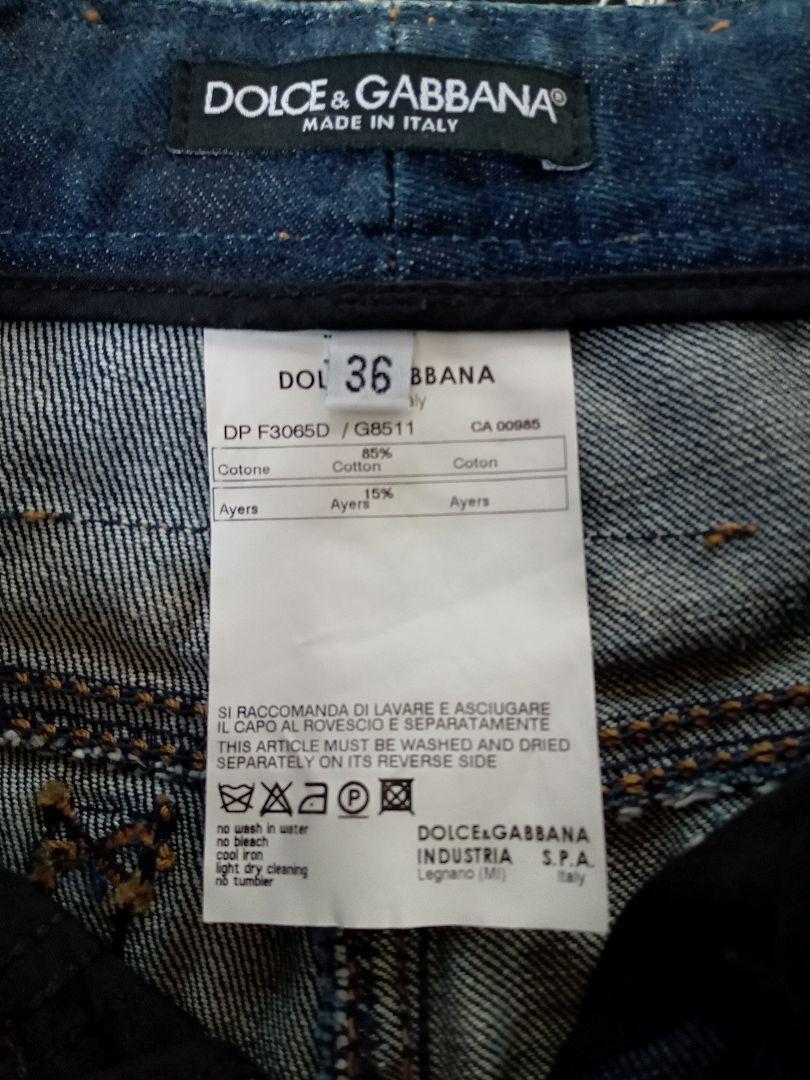 DOLCE & GABBANA®
MADE IN ITALY
36
BBANA
DP F3065D / G8511 CA 00985
85%
Cotone Cotton Coton
15%
Ayers Ayers Ayers
SI RACCOMANDA DI LAVARE E ASCIUGARE
IL CAPO AL ROVESCIO E SEPARATAMENTE
THIS ARTICLE MUST BE WASHED AND DRIED
SEPARATELY ON ITS REVERSE SIDE
P
no wash in water
no bleach
cool iron
light dry cleaning
no tumbler
DOLCE&GABBANA
INDUSTRIA S.P.A.
Legnano (MI) Italy